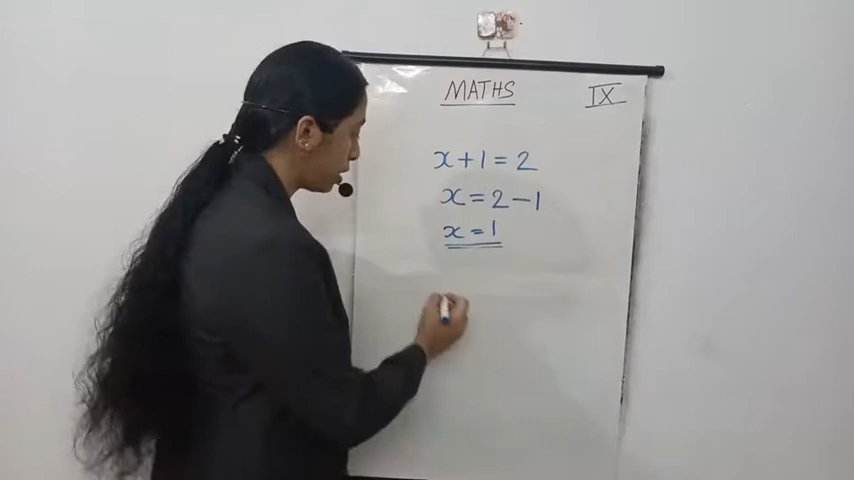 MATHS
IX
x + 1 = 2
x = 2 - 1
x = 1